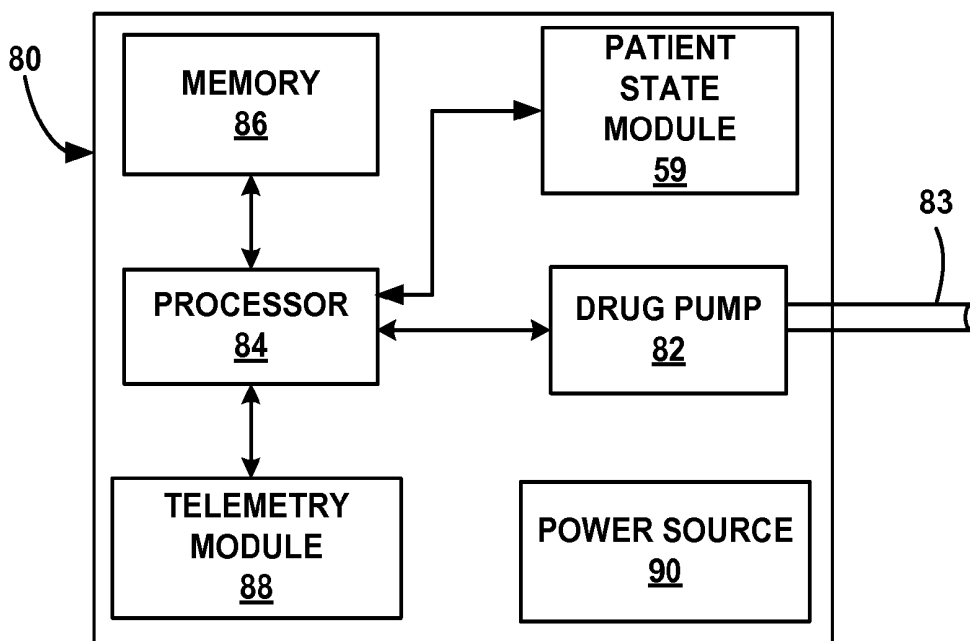 80
MEMORY
86
PATIENT
STATE
MODULE
59
83
PROCESSOR
84
DRUG PUMP
82
TELEMETRY
MODULE
88
POWER SOURCE
90